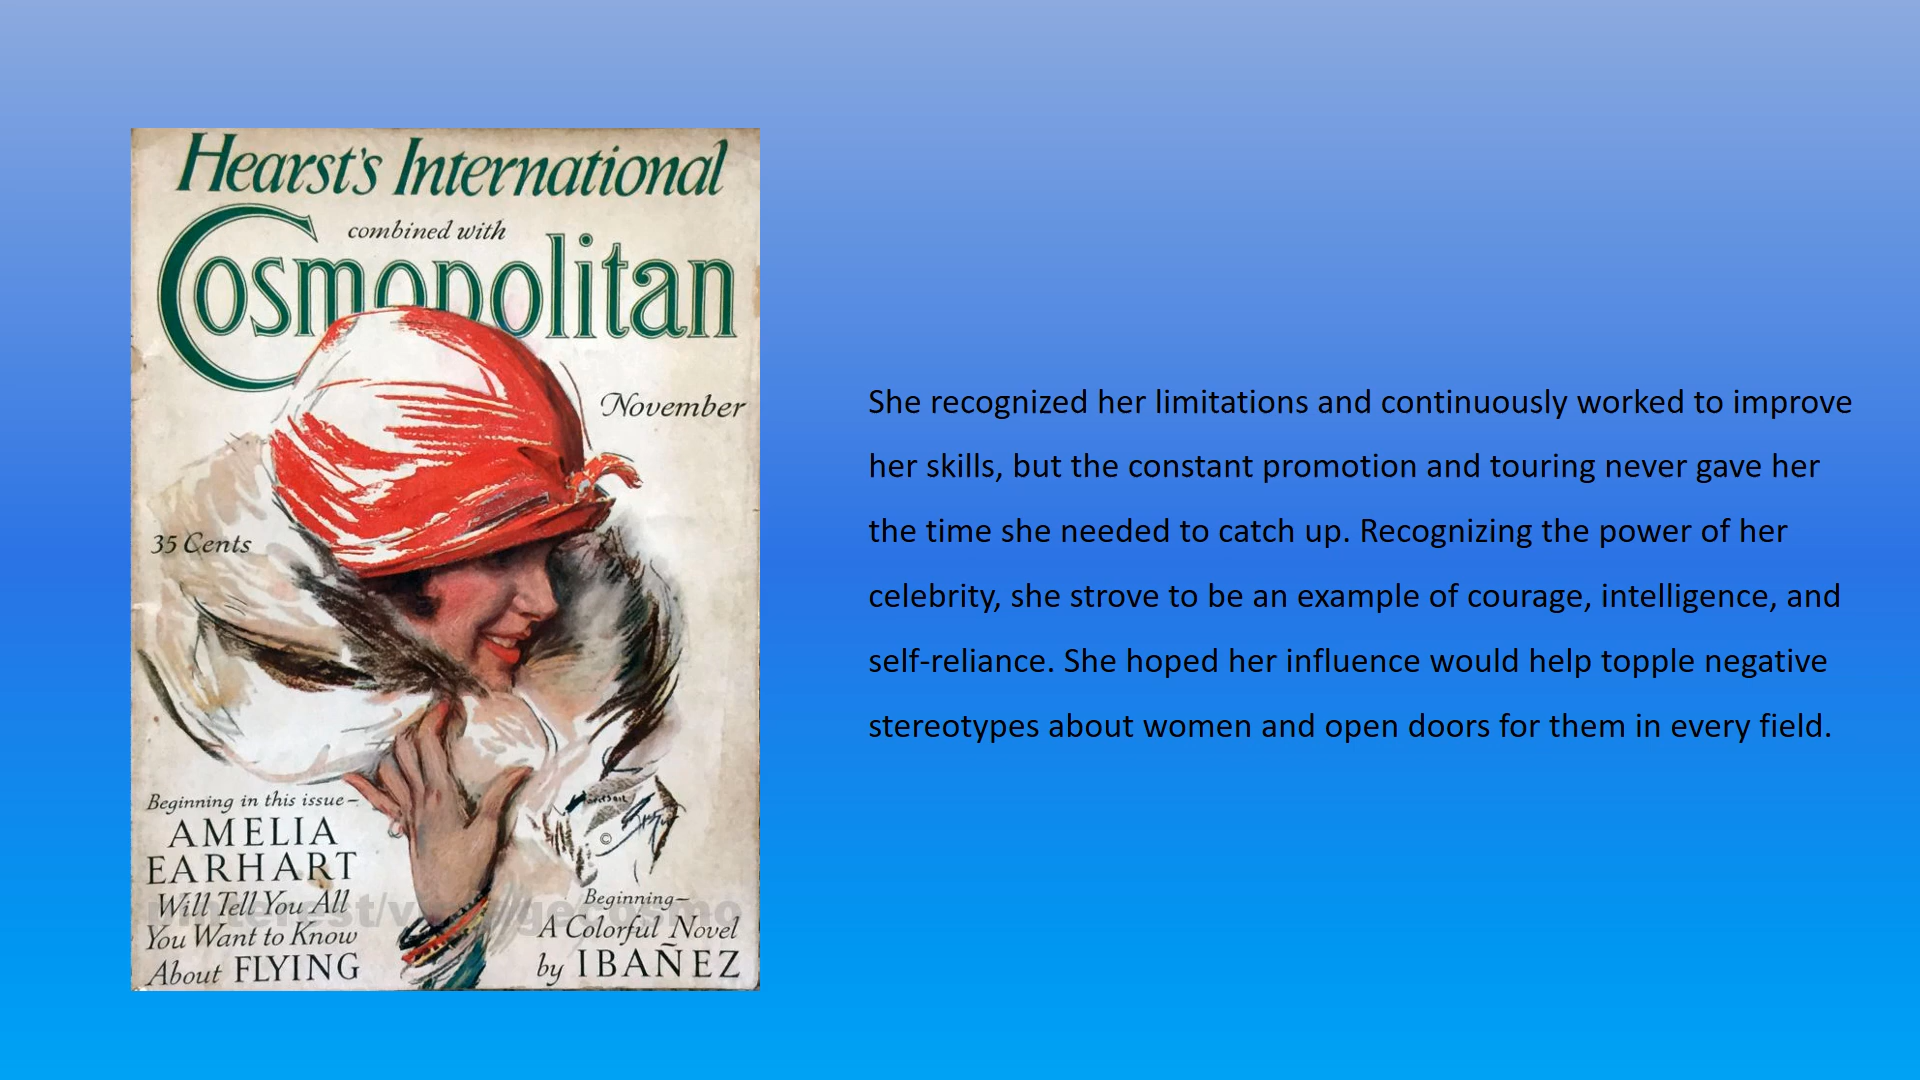 Hearst's International
combined with
Cosmopolitan
November
35 Cents
Beginning in this issue–
AMELIA
EARHART
Will Tell You All
You Want to Know
About FLYING
©
Beginning–
A Colorful Novel
by IBAÑEZ
pinterest/vintagecosmo
She recognized her limitations and continuously worked to improve
her skills, but the constant promotion and touring never gave her
the time she needed to catch up. Recognizing the power of her
celebrity, she strove to be an example of courage, intelligence, and
self-reliance. She hoped her influence would help topple negative
stereotypes about women and open doors for them in every field.